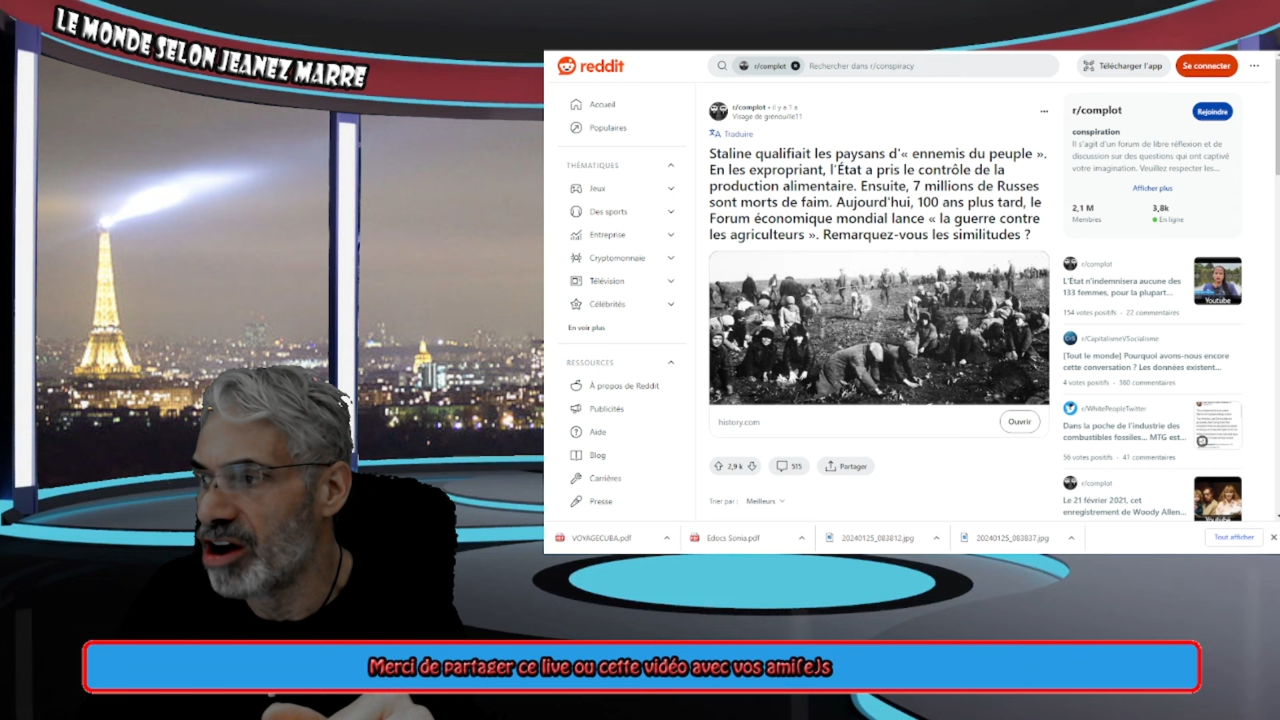 LE MONDE SELON JEANEZ MARRE
reddit
r/complot
Rechercher dans r/conspiracy
Télécharger l'app
Se connecter
Accueil
Populaires
THÉMATIQUES
Jeux
Des sports
Entreprise
Cryptomonnaie
Télévision
Célébrités
En voir plus
RESSOURCES
À propos de Reddit
Publicités
Aide
Blog
Carrières
Presse
r/complot • il y a 1 a
Visage de grenouille11
Traduire
Staline qualifiait les paysans d'« ennemis du peuple ».
En les expropriant, l'État a pris le contrôle de la
production alimentaire. Ensuite, 7 millions de Russes
sont morts de faim. Aujourd'hui, 100 ans plus tard, le
Forum économique mondial lance « la guerre contre
les agriculteurs ». Remarquez-vous les similitudes ?
history.com
Ouvrir
2,9 k
515
Partager
Trier par : Meilleurs
r/complot
Rejoindre
conspiration
Il s'agit d'un forum de libre réflexion et de
discussion sur des questions qui ont captivé
votre imagination. Veuillez respecter les...
Afficher plus
2,1 M
3,8k
Membres
En ligne
r/complot
L'État n'indemnisera aucune des
133 femmes, pour la plupart...
Youtube
154 votes positifs · 22 commentaires
r/CapitalismeVSocialisme
[Tout le monde] Pourquoi avons-nous encore
cette conversation ? Les données existent...
4 votes positifs · 360 commentaires
r/WhitePeopleTwitter
Dans la poche de l'industrie des
combustibles fossiles... MTG est...
56 votes positifs · 41 commentaires
r/complot
Le 21 février 2021, cet
enregistrement de Woody Allen...
Youtube
VOYAGECUBA.pdf
Edocs Sonia.pdf
20240125_083812.jpg
20240125_083837.jpg
Tout afficher
Merci de partager ce live ou cette vidéo avec vos ami(e)s